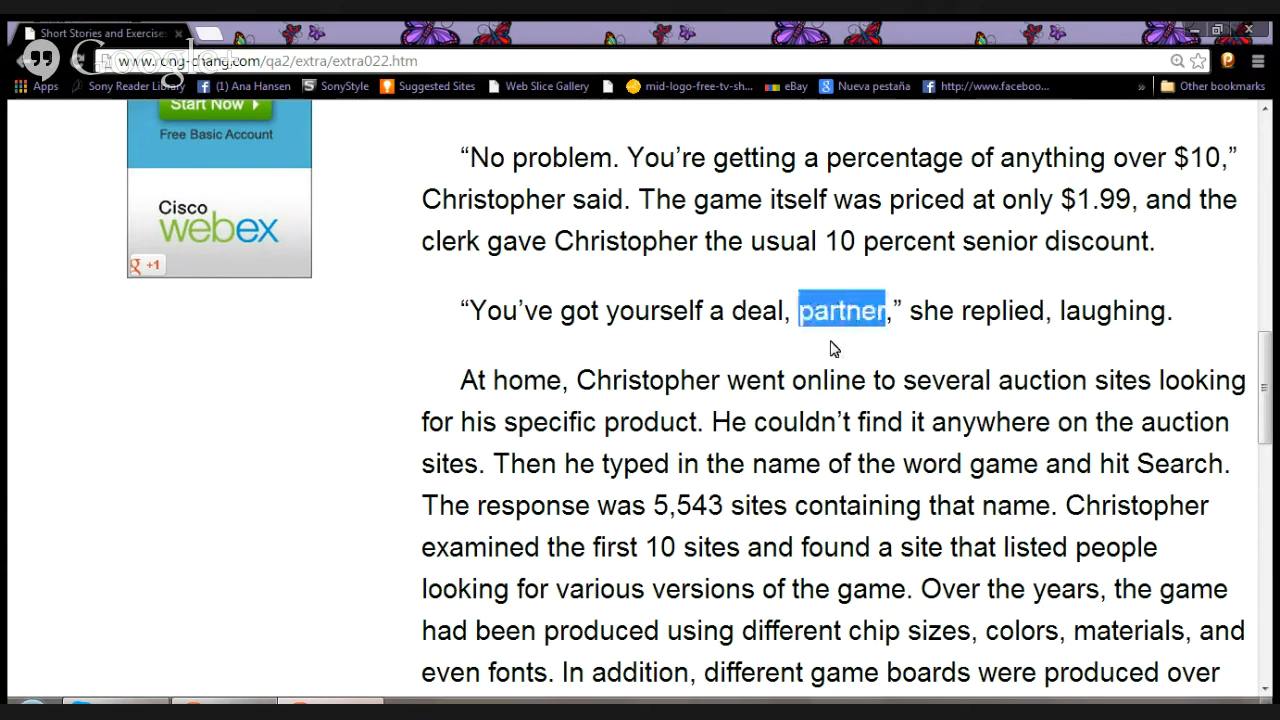 Short Stories and Exercises
Google+
www.rong-chang.com/qa2/extra/extra022.htm
Apps
Sony Reader Library
(1) Ana Hansen
SonyStyle
Suggested Sites
Web Slice Gallery
mid-logo-free-tv-sh...
eBay
Nueva pestaña
http://www.faceboo...
»
Other bookmarks
Start Now
Free Basic Account
Cisco
webex
g +1
“No problem. You’re getting a percentage of anything over $10,”
Christopher said. The game itself was priced at only $1.99, and the
clerk gave Christopher the usual 10 percent senior discount.
“You’ve got yourself a deal, partner,” she replied, laughing.
At home, Christopher went online to several auction sites looking
for his specific product. He couldn’t find it anywhere on the auction
sites. Then he typed in the name of the word game and hit Search.
The response was 5,543 sites containing that name. Christopher
examined the first 10 sites and found a site that listed people
looking for various versions of the game. Over the years, the game
had been produced using different chip sizes, colors, materials, and
even fonts. In addition, different game boards were produced over